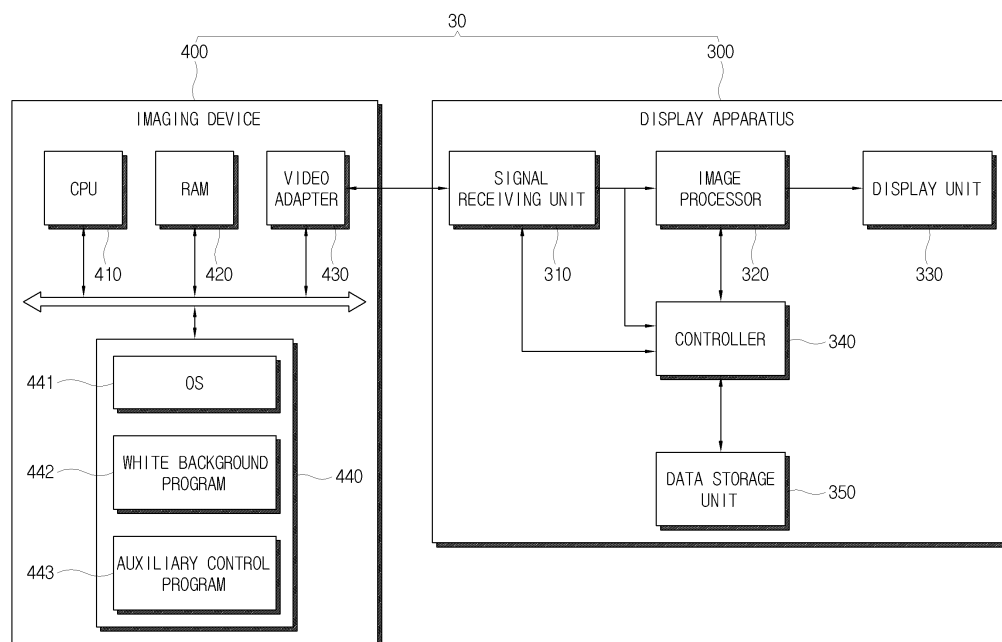 30
400
300
IMAGING DEVICE
DISPLAY APPARATUS
CPU
RAM
VIDEO
ADAPTER
SIGNAL
RECEIVING UNIT
IMAGE
PROCESSOR
DISPLAY UNIT
410
420
430
310
320
330
CONTROLLER
340
441
OS
442
WHITE BACKGROUND
PROGRAM
440
DATA STORAGE
UNIT
350
443
AUXILIARY CONTROL
PROGRAM